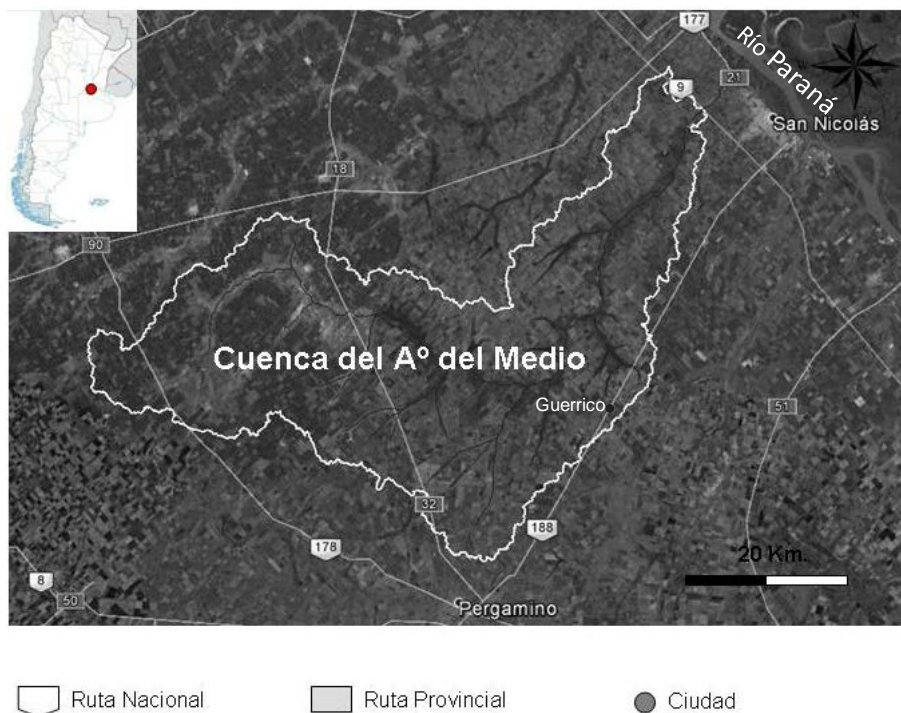 177
Río Paraná
9
21
San Nicolás
18
90
Cuenca del Aº del Medio
Guerrico
51
32
188
178
20 Km.
8
50
Pergamino
Ruta Nacional
Ruta Provincial
Ciudad